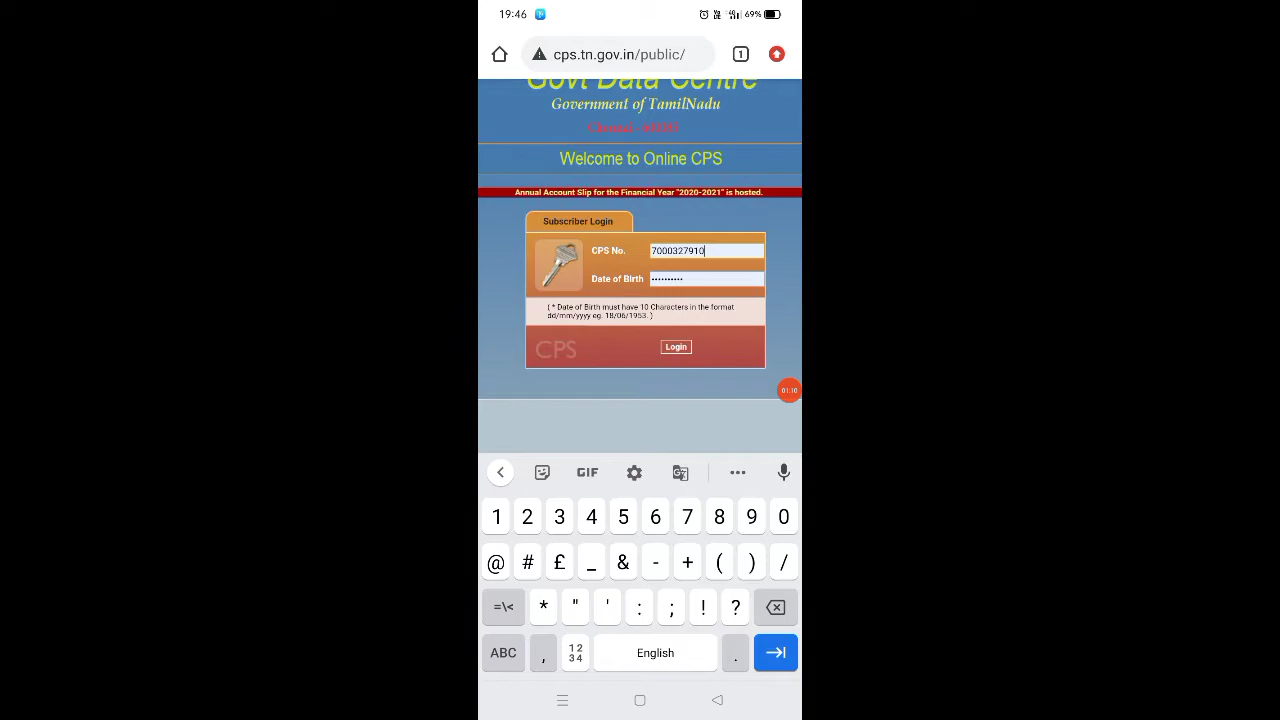 19:46 69%
cps.tn.gov.in/public/ 1
Govt Data Centre
Government of TamilNadu
Chennai -
Welcome to Online CPS
Annual Account Slip for the Financial Year "2020-2021" is hosted.
Subscriber Login
CPS No. 7000327910
Date of Birth ••••••••••
( * Date of Birth must have 10 Characters in the format
dd/mm/yyyy eg. 18/06/1953. )
CPS Login
01:10
GIF
1 2 3 4 5 6 7 8 9 0
@ # £ _ & - + ( ) /
=\< * " ' : ; ! ?
ABC , 12 34 English .